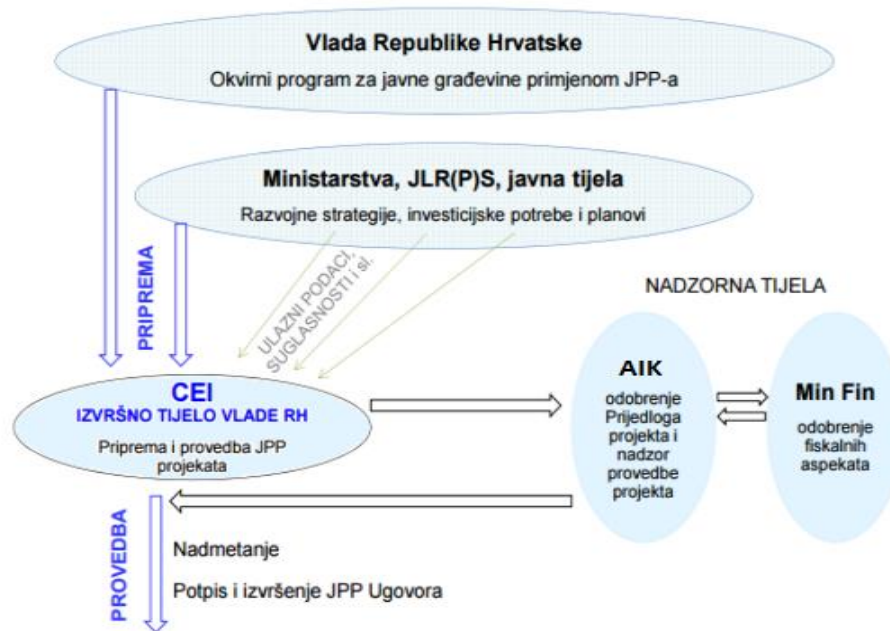 Vlada Republike Hrvatske
Okvirni program za javne građevine primjenom JPP-a
Ministarstva, JLR(P)S, javna tijela
Razvojne strategije, investicijske potrebe i planovi
PRIPREMA
ULAZNI PODACI,
SUGLASNOSTI i sl.
NADZORNA TIJELA
CEI
IZVRŠNO TIJELO VLADE RH
Priprema i provedba JPP
projekata
AIK
odobrenje
Prijedloga
projekta i
nadzor
provedbe
projekta
Min Fin
odobrenje
fiskalnih
aspekata
PROVEDBA
Nadmetanje
Potpis i izvršenje JPP Ugovora